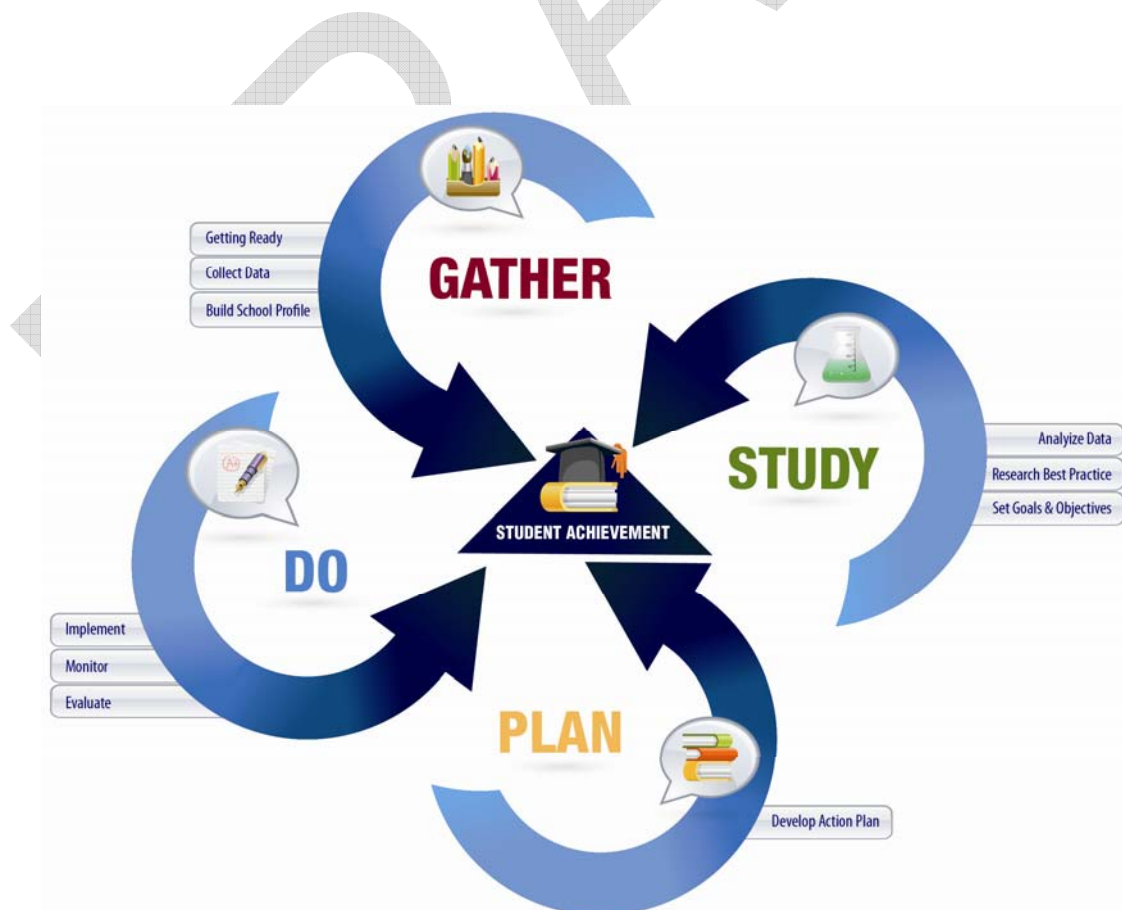 GATHER
Getting Ready
Collect Data
Build School Profile
STUDY
Analyize Data
Research Best Practice
Set Goals & Objectives
STUDENT ACHIEVEMENT
DO
A+
Implement
Monitor
Evaluate
PLAN
Develop Action Plan